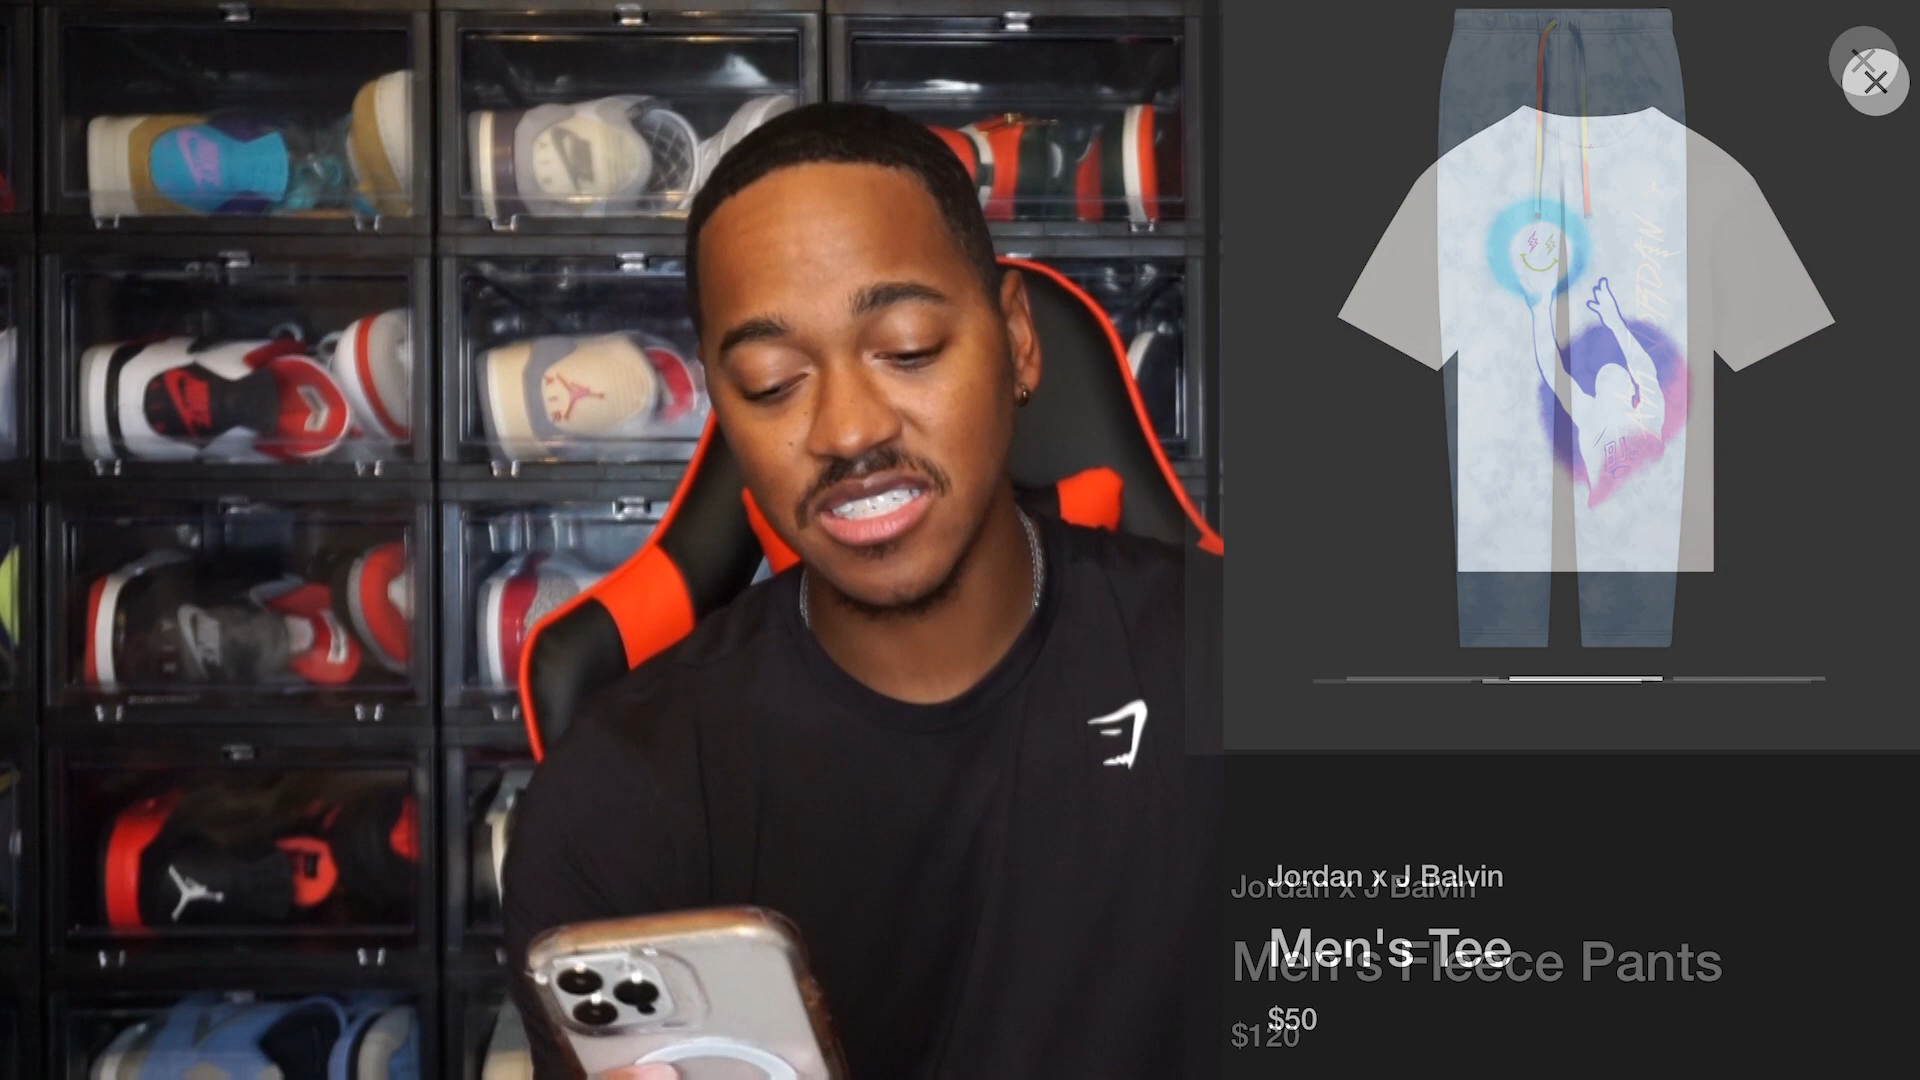 Jordan x J Balvin
Jordan x J Balvin
Men's Tee
Men's Fleece Pants
$50
$120